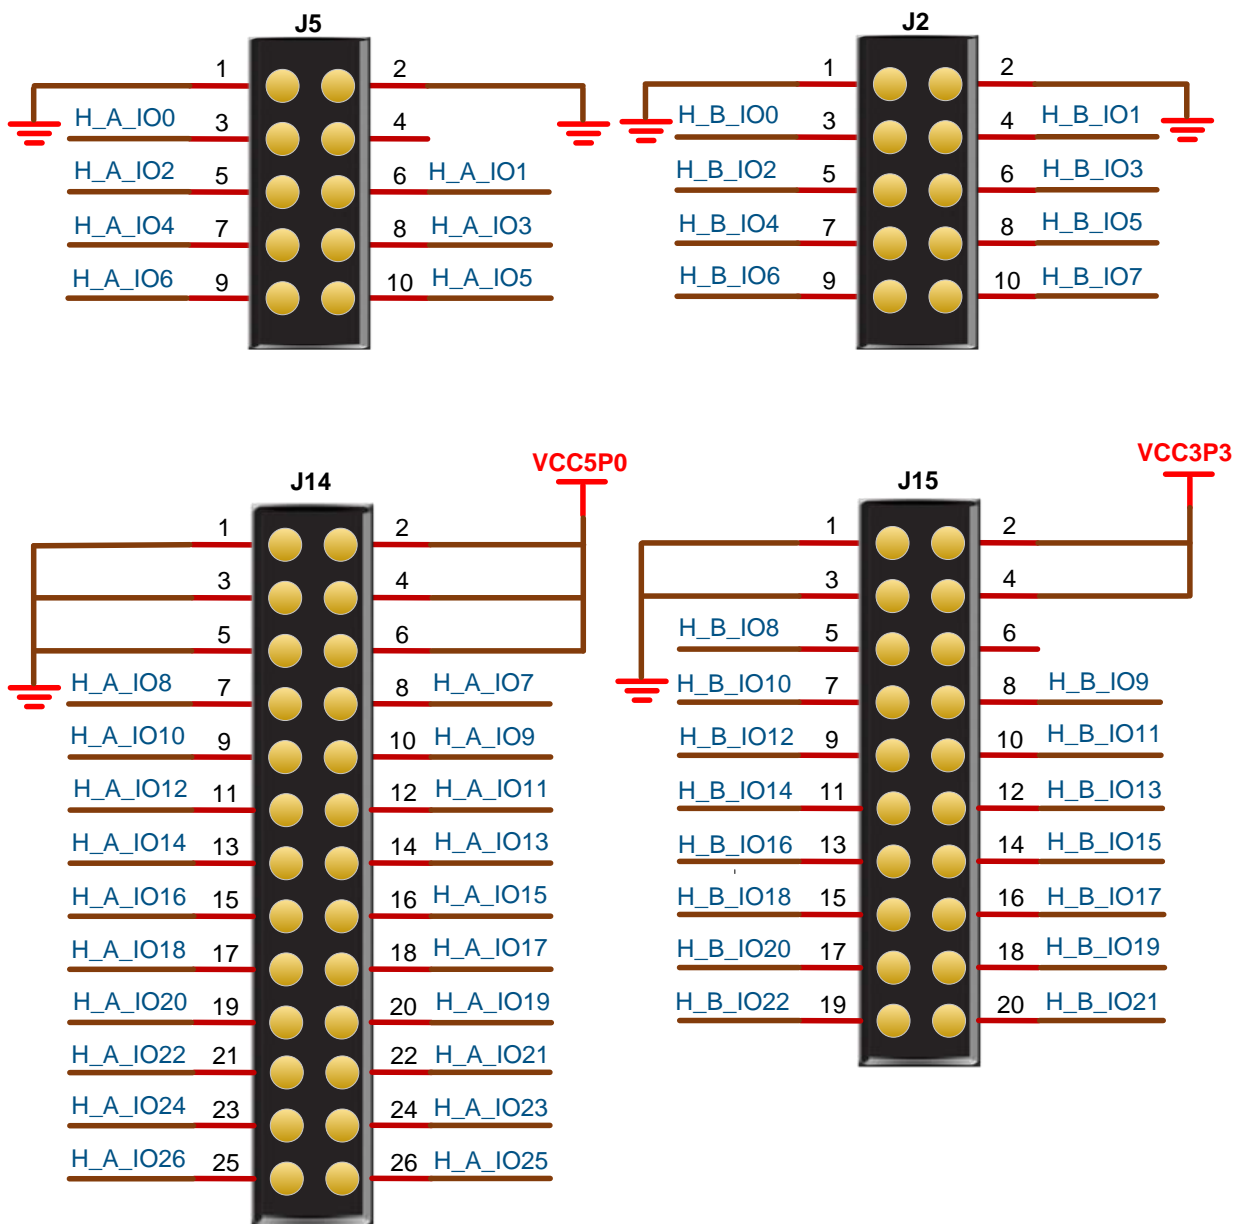 J5
1 2
H_A_IO0 3 4
H_A_IO2 5 6 H_A_IO1
H_A_IO4 7 8 H_A_IO3
H_A_IO6 9 10 H_A_IO5
J2
1 2
H_B_IO0 3 4 H_B_IO1
H_B_IO2 5 6 H_B_IO3
H_B_IO4 7 8 H_B_IO5
H_B_IO6 9 10 H_B_IO7
VCC5P0
J14
1 2
3 4
5 6
H_A_IO8 7 8 H_A_IO7
H_A_IO10 9 10 H_A_IO9
H_A_IO12 11 12 H_A_IO11
H_A_IO14 13 14 H_A_IO13
H_A_IO16 15 16 H_A_IO15
H_A_IO18 17 18 H_A_IO17
H_A_IO20 19 20 H_A_IO19
H_A_IO22 21 22 H_A_IO21
H_A_IO24 23 24 H_A_IO23
H_A_IO26 25 26 H_A_IO25
VCC3P3
J15
1 2
3 4
H_B_IO8 5 6
H_B_IO10 7 8 H_B_IO9
H_B_IO12 9 10 H_B_IO11
H_B_IO14 11 12 H_B_IO13
H_B_IO16 13 14 H_B_IO15
H_B_IO18 15 16 H_B_IO17
H_B_IO20 17 18 H_B_IO19
H_B_IO22 19 20 H_B_IO21